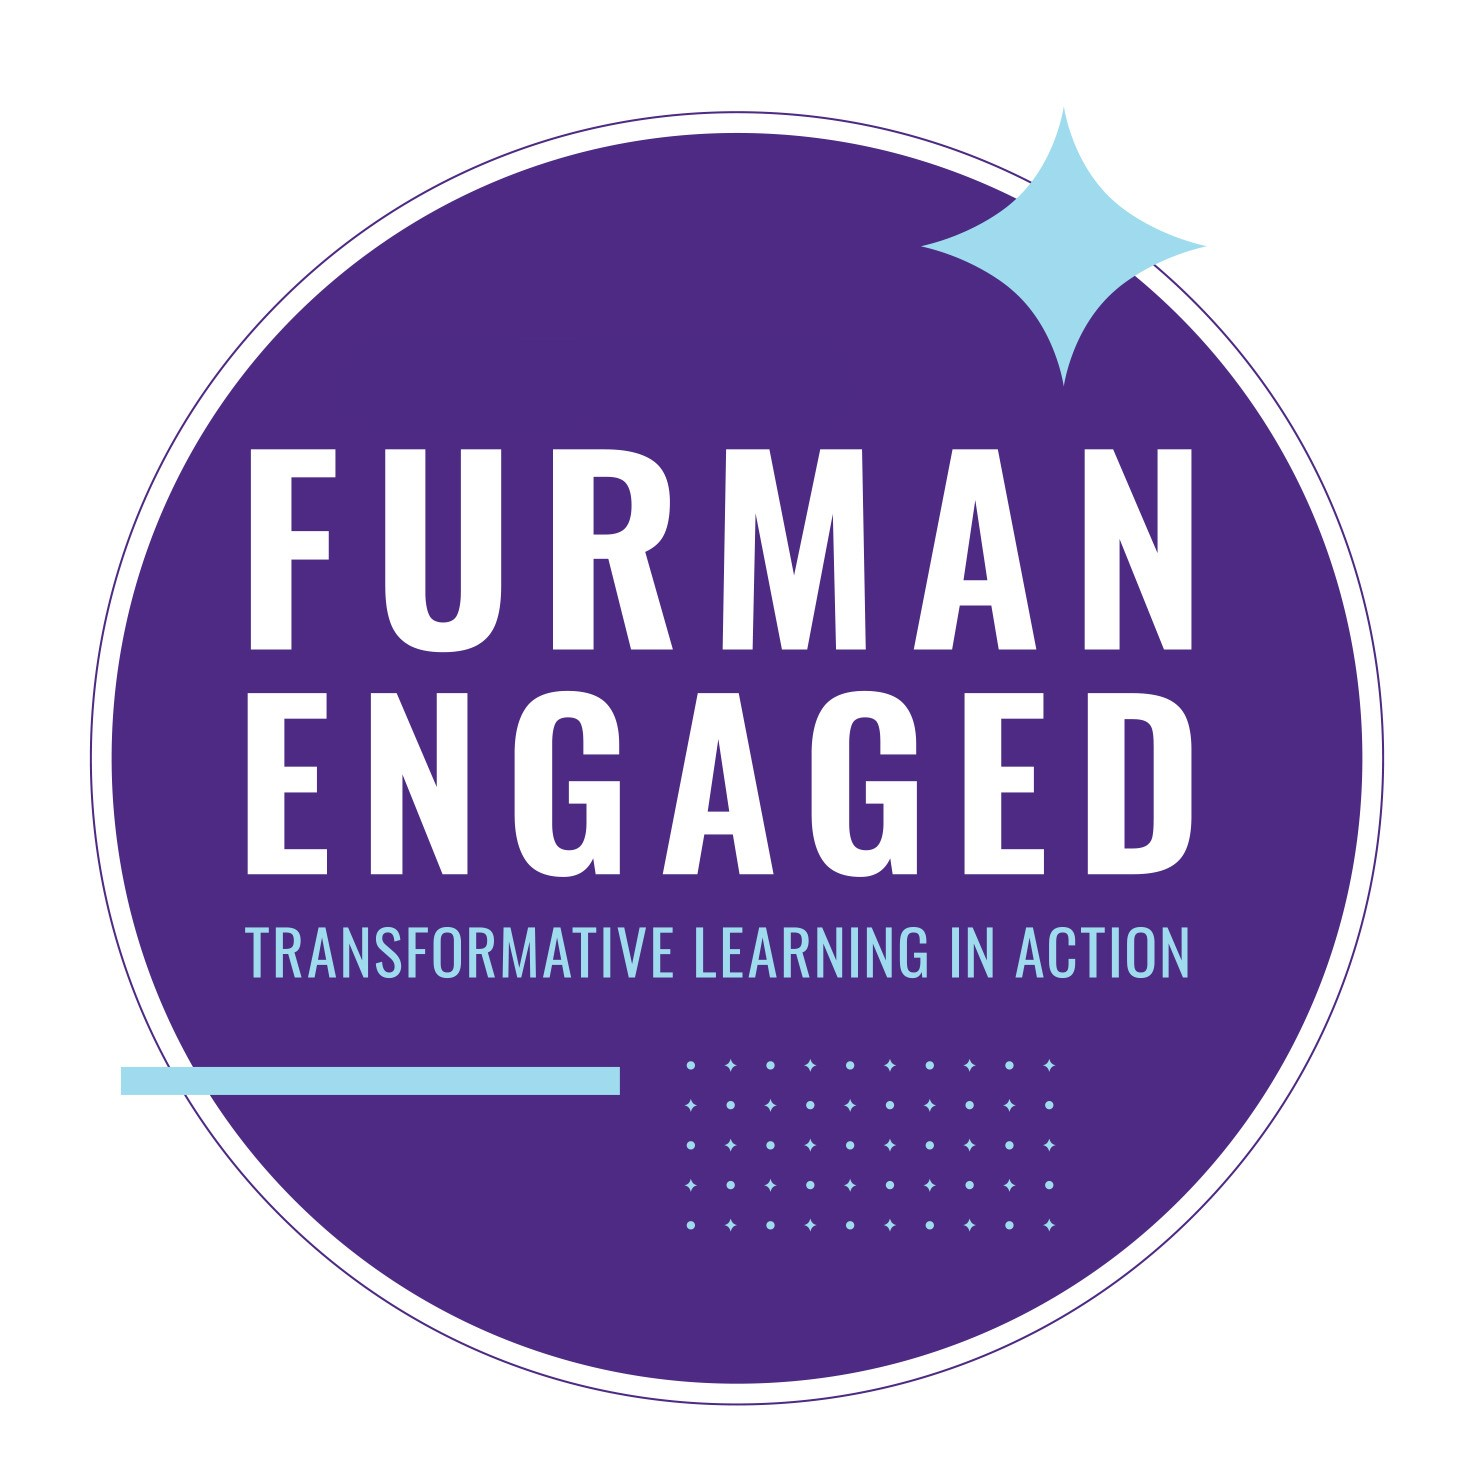 FURMAN
ENGAGED
TRANSFORMATIVE LEARNING IN ACTION